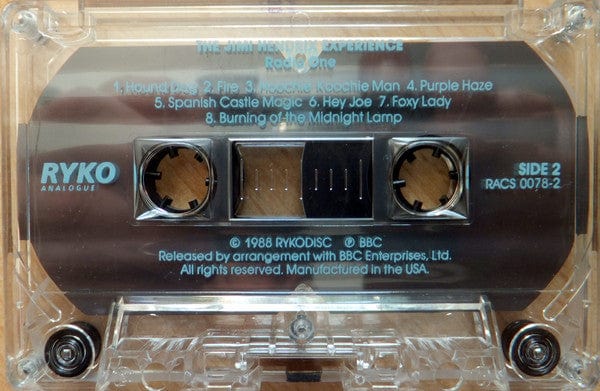 THE JIMI HENDRIX EXPERIENCE
Radio One
1. Hound Dog 2. Fire 3. Hoochie Koochie Man 4. Purple Haze
5. Spanish Castle Magic 6. Hey Joe 7. Foxy Lady
8. Burning of the Midnight Lamp
RYKO
ANALOGUE
SIDE 2
RACS 0078-2
© 1988 RYKODISC ℗ BBC
Released by arrangement with BBC Enterprises, Ltd.
All rights reserved. Manufactured in the USA.